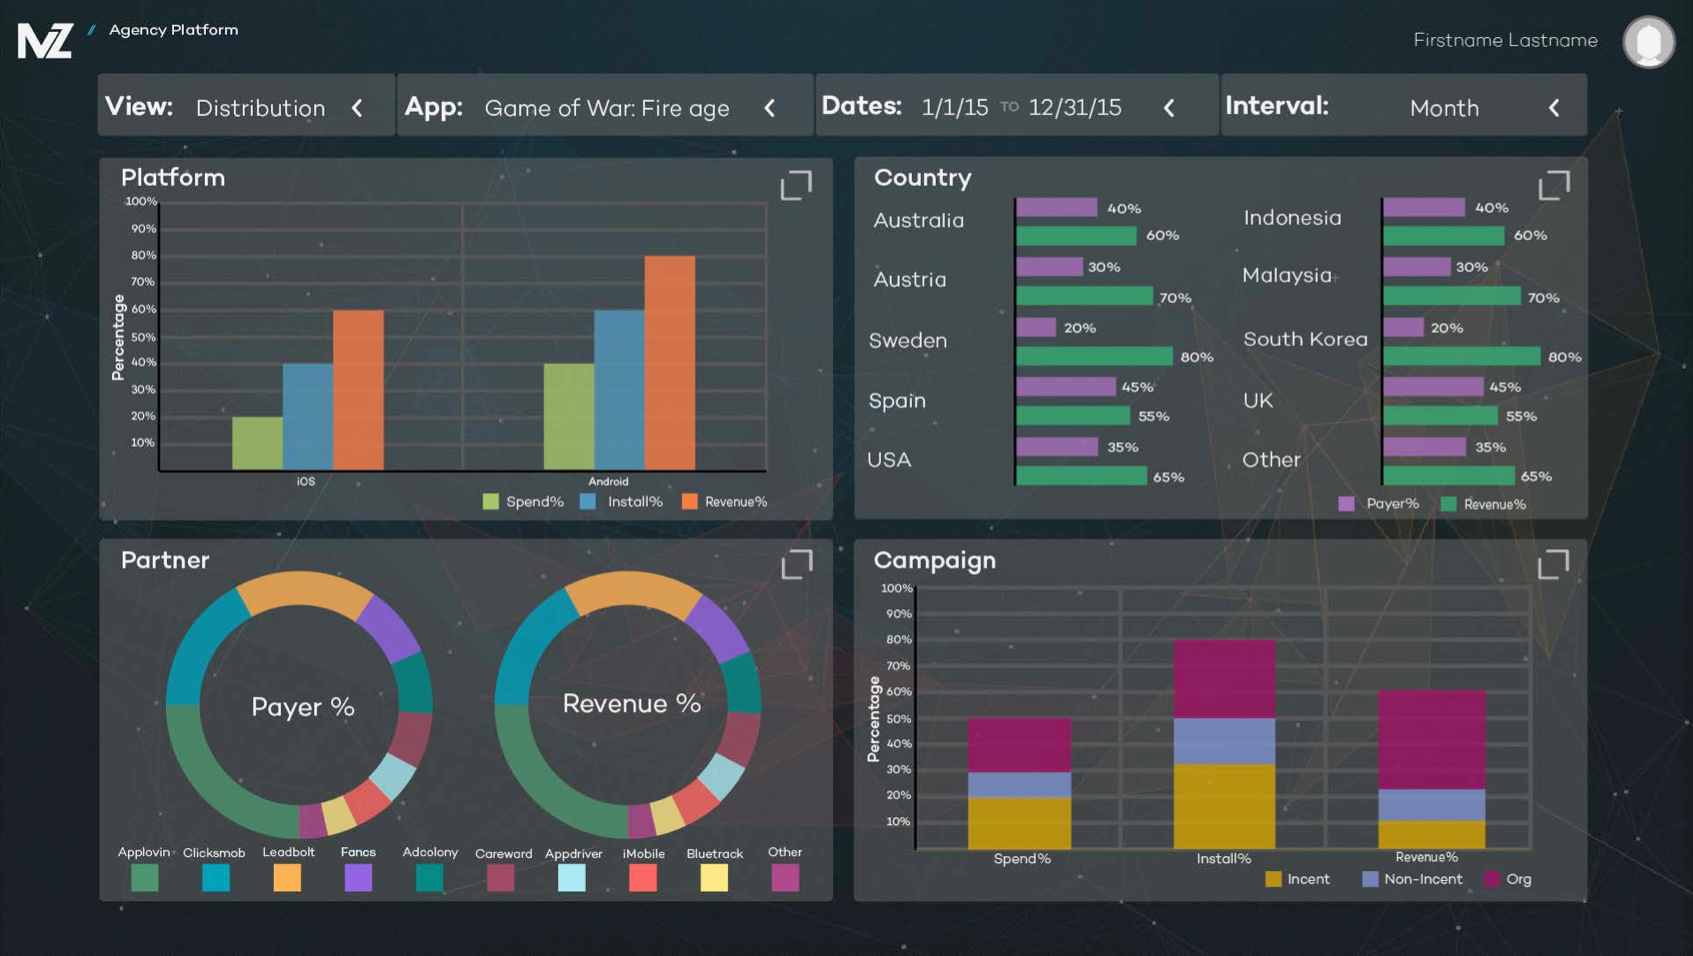 MZ // Agency Platform
Firstname Lastname
View: Distribution
App: Game of War: Fire age
Dates: 1/1/15 TO 12/31/15
Interval: Month
Platform
100%
90%
80%
70%
60%
50%
40%
30%
20%
10%
Percentage
iOS Android
Spend% Install% Revenue%
Country
Australia 40%
60%
Austria 30%
70%
Sweden 20%
80%
Spain 45%
55%
USA 35%
65%
Indonesia 40%
60%
Malaysia 30%
70%
South Korea 20%
80%
UK 45%
55%
Other 35%
65%
Payer% Revenue%
Partner
Payer % Revenue %
Applovin Clicksmob Leadbolt Fancs Adcolony Careward Appdriver iMobile Bluetrack Other
Campaign
100%
90%
80%
70%
60%
50%
40%
30%
20%
10%
Percentage
Spend% Install% Revenue%
Incent Non-Incent Org